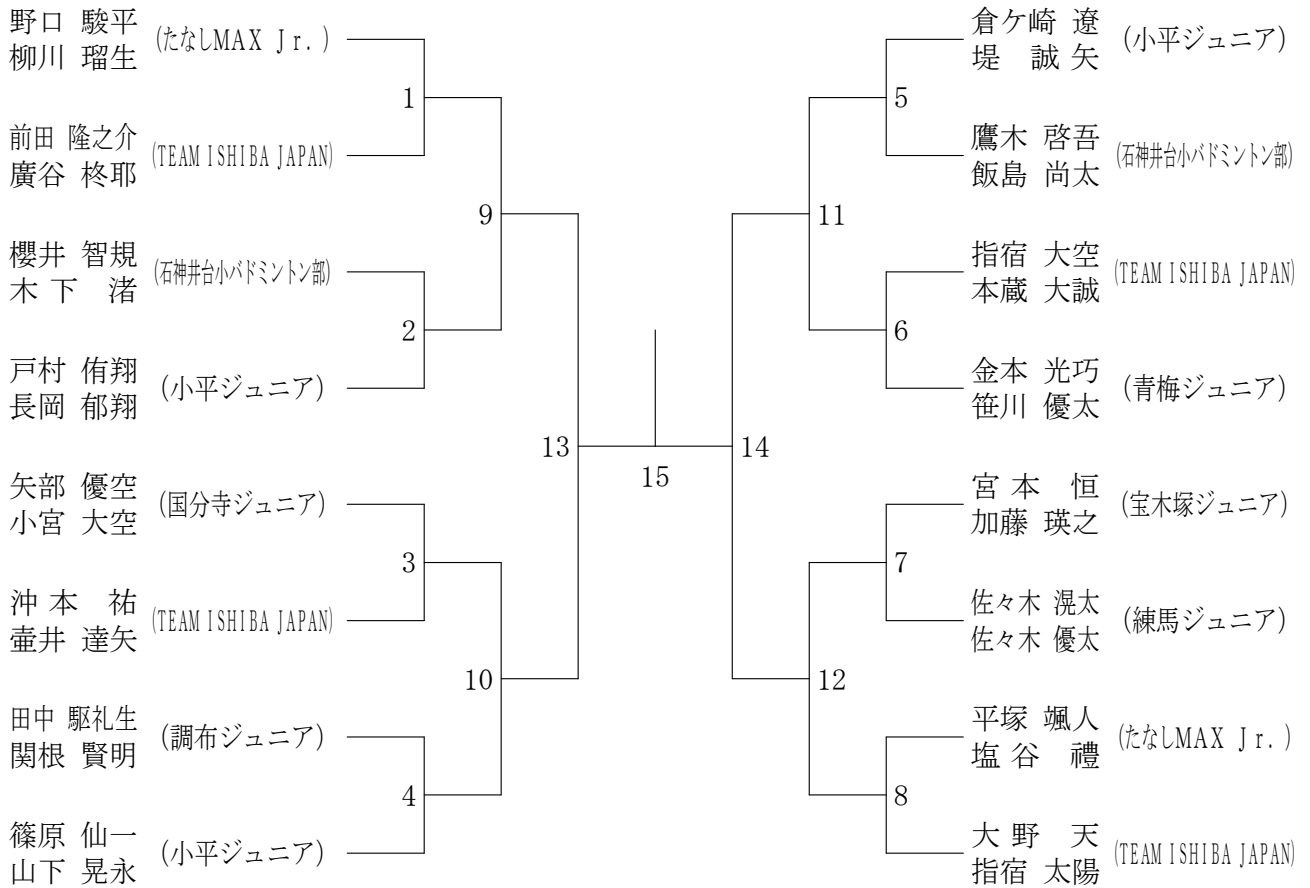 野口 駿平
柳川 瑠生
(たなしMAX Jr.)
1
前田 隆之介
廣谷 柊耶
(TEAM ISHIBA JAPAN)
9
櫻井 智規
木下 渚
(石神井台小バドミントン部)
2
戸村 侑翔
長岡 郁翔
(小平ジュニア)
13
矢部 優空
小宮 大空
(国分寺ジュニア)
3
沖本 祐
壷井 達矢
(TEAM ISHIBA JAPAN)
10
田中 駆礼生
関根 賢明
(調布ジュニア)
4
篠原 仙一
山下 晃永
(小平ジュニア)
15
倉ケ崎 遼
堤 誠矢
(小平ジュニア)
5
鷹木 啓吾
飯島 尚太
(石神井台小バドミントン部)
11
指宿 大空
本蔵 大誠
(TEAM ISHIBA JAPAN)
6
金本 光巧
笹川 優太
(青梅ジュニア)
14
宮本 恒
加藤 瑛之
(宝木塚ジュニア)
7
佐々木 滉太
佐々木 優太
(練馬ジュニア)
12
平塚 颯人
塩谷 禮
(たなしMAX Jr.)
8
大野 天
指宿 太陽
(TEAM ISHIBA JAPAN)